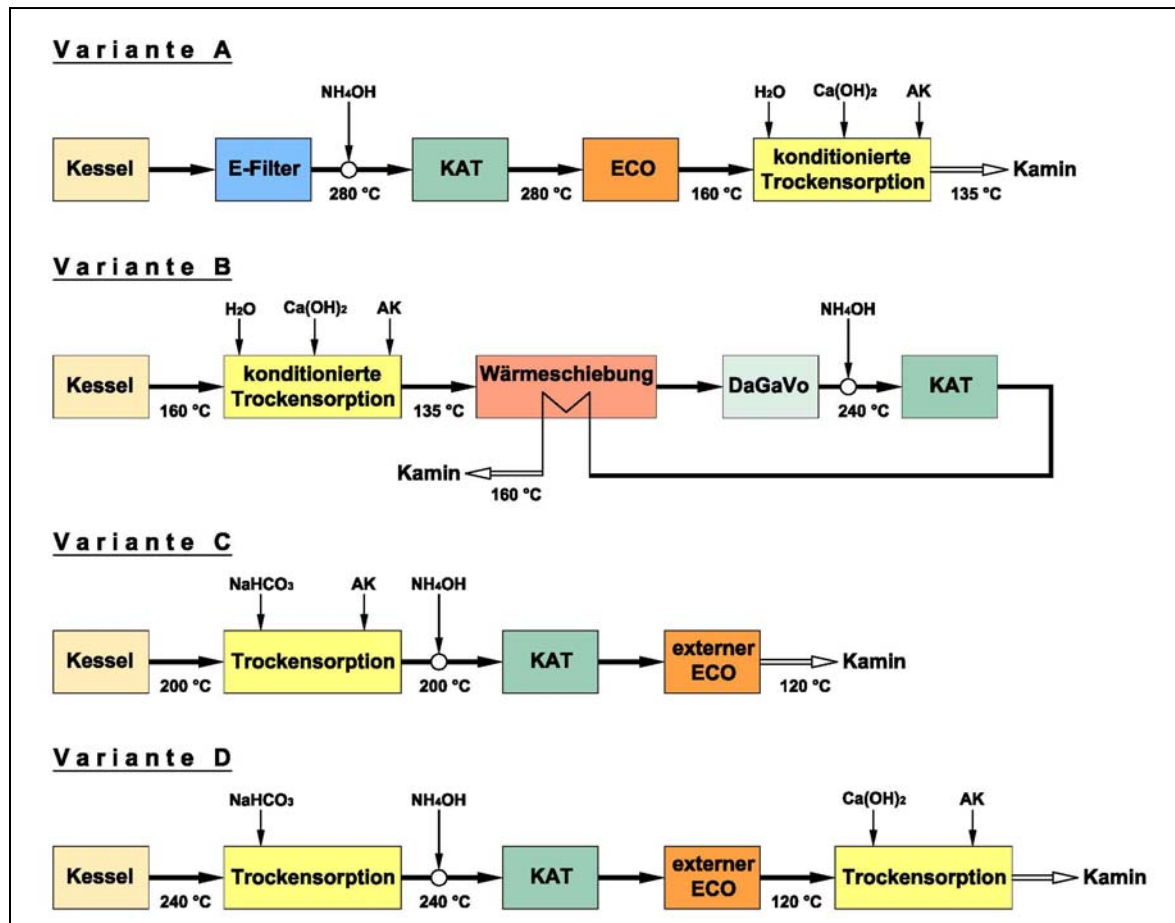 Variante A
NH₄OH
H₂O
Ca(OH)₂
AK
Kessel
E-Filter
KAT
ECO
konditionierte
Trockensorption
Kamin
280 °C
280 °C
160 °C
135 °C
Variante B
H₂O
Ca(OH)₂
AK
NH₄OH
Kessel
konditionierte
Trockensorption
Wärmeschiebung
DaGaVo
KAT
160 °C
135 °C
240 °C
Kamin
160 °C
Variante C
NaHCO₃
AK
NH₄OH
Kessel
Trockensorption
KAT
externer
ECO
Kamin
200 °C
200 °C
120 °C
Variante D
NaHCO₃
NH₄OH
Ca(OH)₂
AK
Kessel
Trockensorption
KAT
externer
ECO
Trockensorption
Kamin
240 °C
240 °C
120 °C